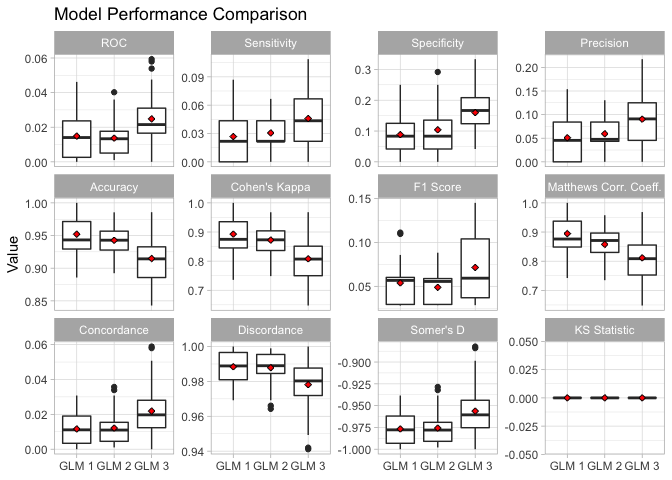 Model Performance Comparison
ROC
Sensitivity
Specificity
Precision
0.06
0.04
0.02
0.00
0.09
0.06
0.03
0.00
0.3
0.2
0.1
0.0
0.20
0.15
0.10
0.05
0.00
Accuracy
Cohen's Kappa
F1 Score
Matthews Corr. Coeff.
1.00
0.95
0.90
0.85
1.0
0.9
0.8
0.7
0.15
0.10
0.05
1.0
0.9
0.8
0.7
Value
Concordance
Discordance
Somer's D
KS Statistic
0.06
0.04
0.02
0.00
1.00
0.98
0.96
0.94
-0.900
-0.925
-0.950
-0.975
-1.000
0.050
0.025
0.000
-0.025
-0.050
GLM 1 GLM 2 GLM 3
GLM 1 GLM 2 GLM 3
GLM 1 GLM 2 GLM 3
GLM 1 GLM 2 GLM 3